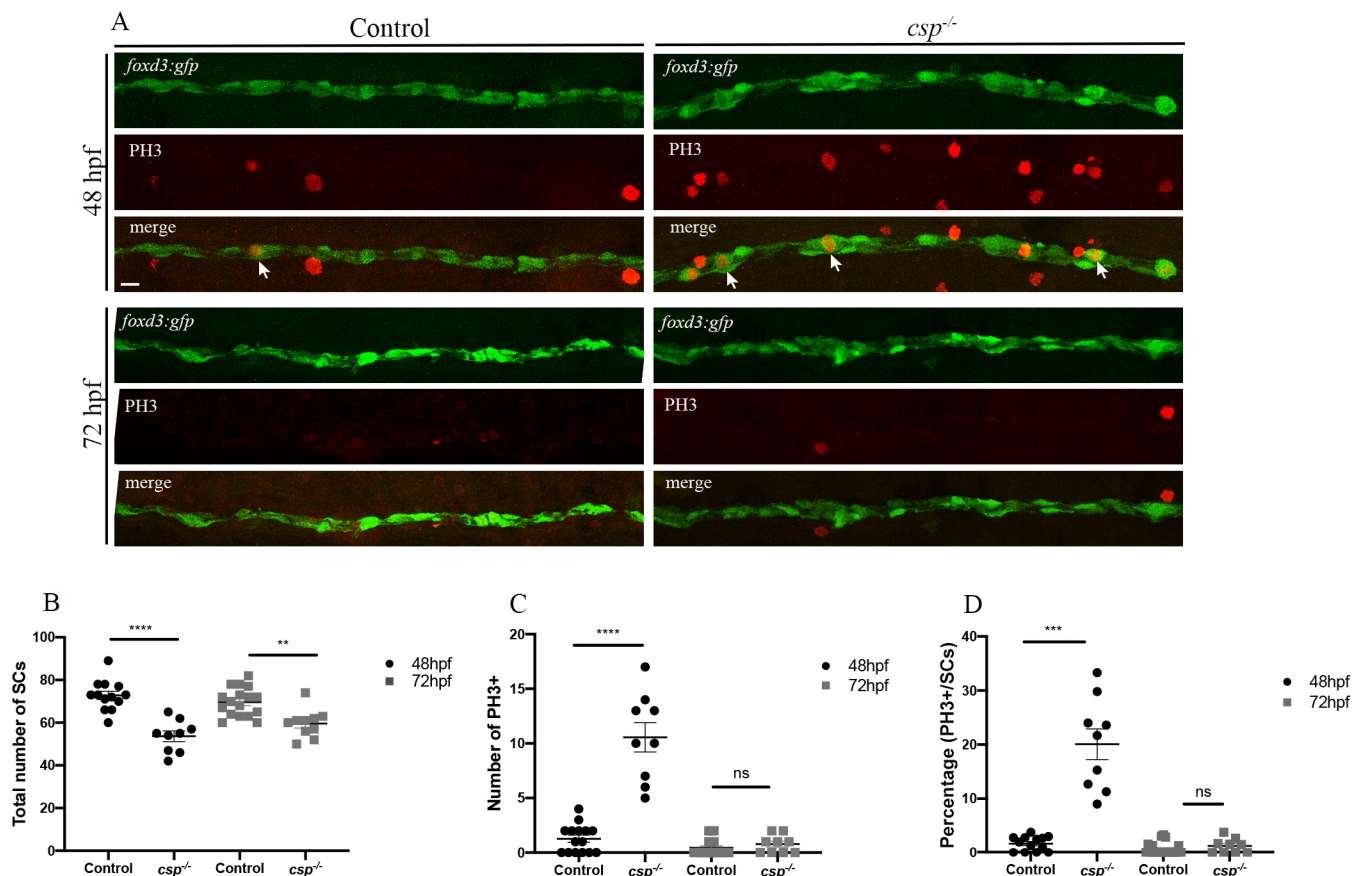 A
Control
csp-/-
48 hpf
foxd3:gfp
foxd3:gfp
PH3
PH3
merge
merge
72 hpf
foxd3:gfp
foxd3:gfp
PH3
PH3
merge
merge
B
Total number of SCs
100
80
60
40
20
0
****
**
Control
csp-/-
Control
csp-/-
48hpf
72hpf
C
Number of PH3+
20
15
10
5
0
****
ns
Control
csp-/-
Control
csp-/-
48hpf
72hpf
D
Percentage (PH3+/SCs)
40
30
20
10
0
***
ns
Control
csp-/-
Control
csp-/-
48hpf
72hpf